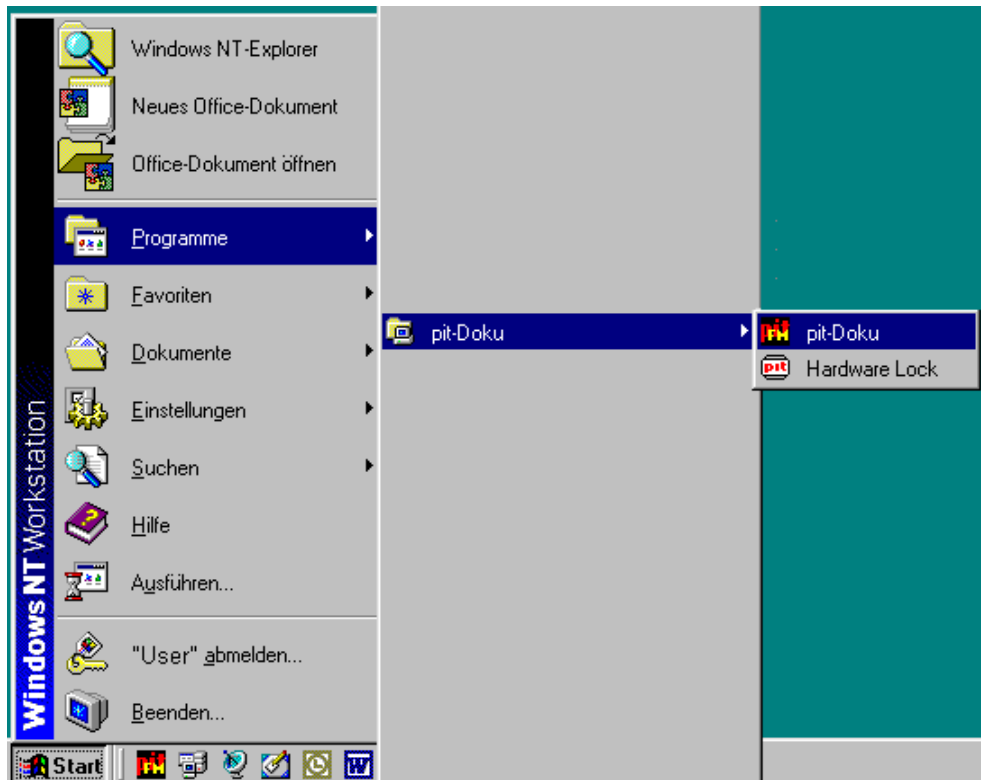 Windows NT-Explorer
Neues Office-Dokument
Office-Dokument öffnen
Programme
Favoriten
Dokumente
Einstellungen
Suchen
Hilfe
Ausführen...
"User" abmelden...
Beenden...
Windows NT Workstation
pit-Doku
pit-Doku
pit
Hardware Lock
Start
W